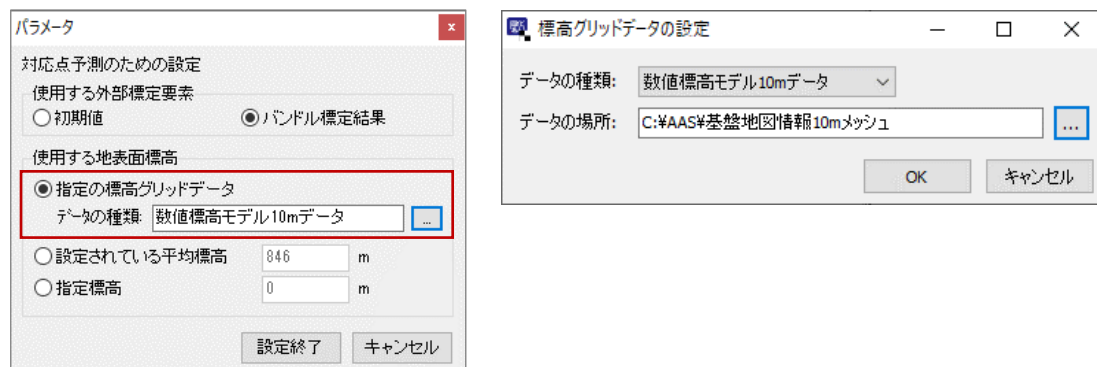 パラメータ
x
対応点予測のための設定
使用する外部標定要素
初期値
バンドル標定結果
使用する地表面標高
指定の標高グリッドデータ
データの種類:
数値標高モデル10mデータ
...
設定されている平均標高
846
m
指定標高
0
m
設定終了
キャンセル
標高グリッドデータの設定
データの種類:
数値標高モデル10mデータ
データの場所:
C:¥AAS¥基盤地図情報10mメッシュ
...
OK
キャンセル